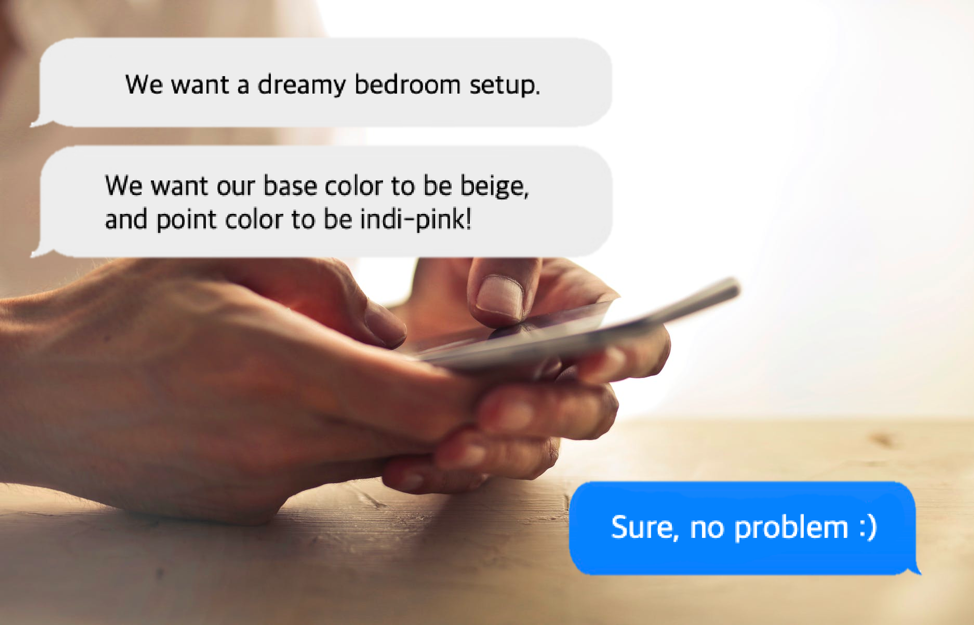 We want a dreamy bedroom setup.
We want our base color to be beige,
and point color to be indi-pink!
Sure, no problem :)